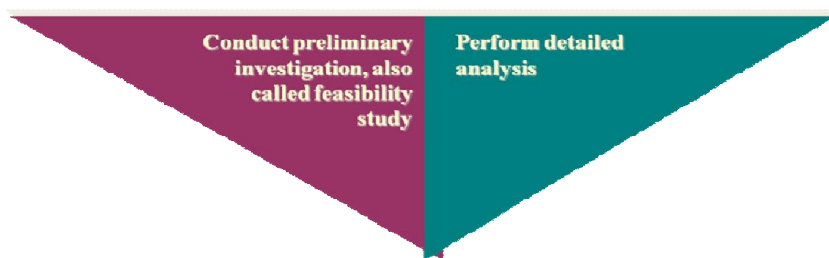 Conduct preliminary
investigation, also
called feasibility
study
Perform detailed
analysis